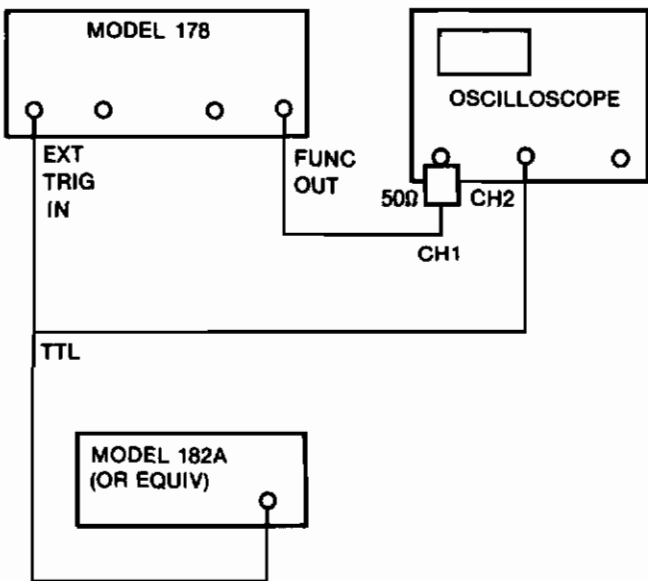 MODEL 178
OSCILLOSCOPE
EXT
TRIG
IN
FUNC
OUT
50Ω
CH2
CH1
TTL
MODEL 182A
(OR EQUIV)